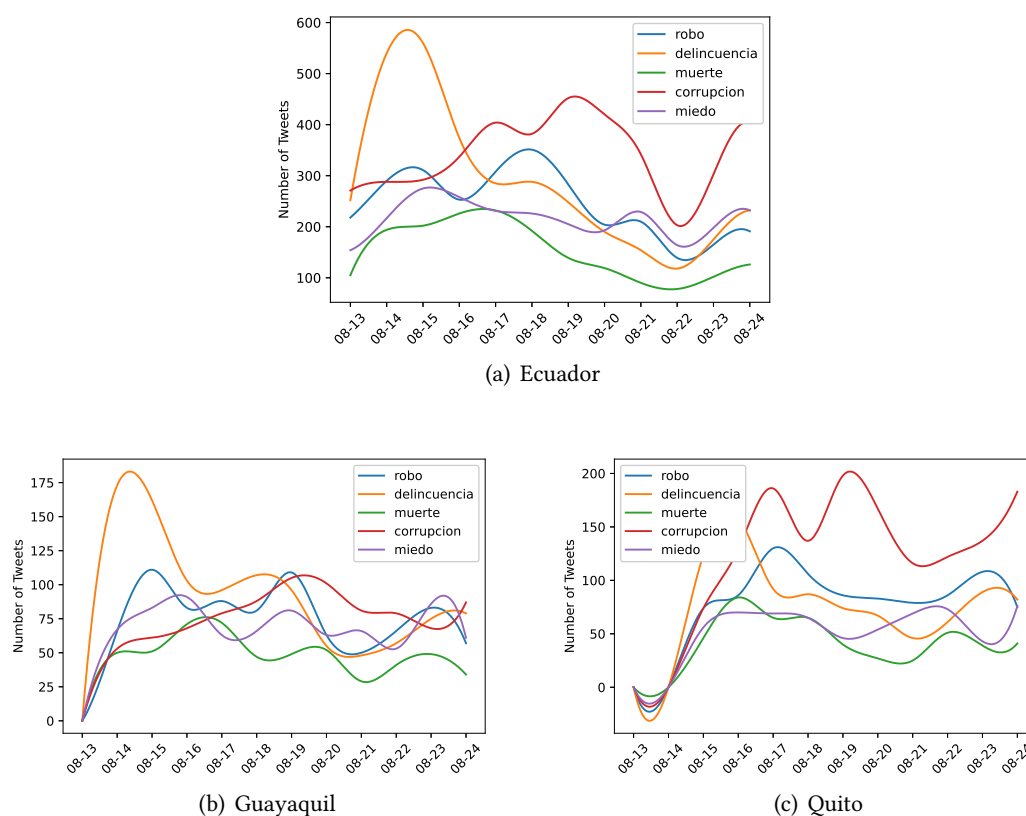 600
500
400
300
200
100
Number of Tweets
robo
delincuencia
muerte
corrupcion
miedo
08-13 08-14 08-15 08-16 08-17 08-18 08-19 08-20 08-21 08-22 08-23 08-24
(a) Ecuador
175
150
125
100
75
50
25
0
Number of Tweets
robo
delincuencia
muerte
corrupcion
miedo
08-13 08-14 08-15 08-16 08-17 08-18 08-19 08-20 08-21 08-22 08-23 08-24
(b) Guayaquil
200
150
100
50
0
Number of Tweets
robo
delincuencia
muerte
corrupcion
miedo
08-13 08-14 08-15 08-16 08-17 08-18 08-19 08-20 08-21 08-22 08-23 08-24
(c) Quito